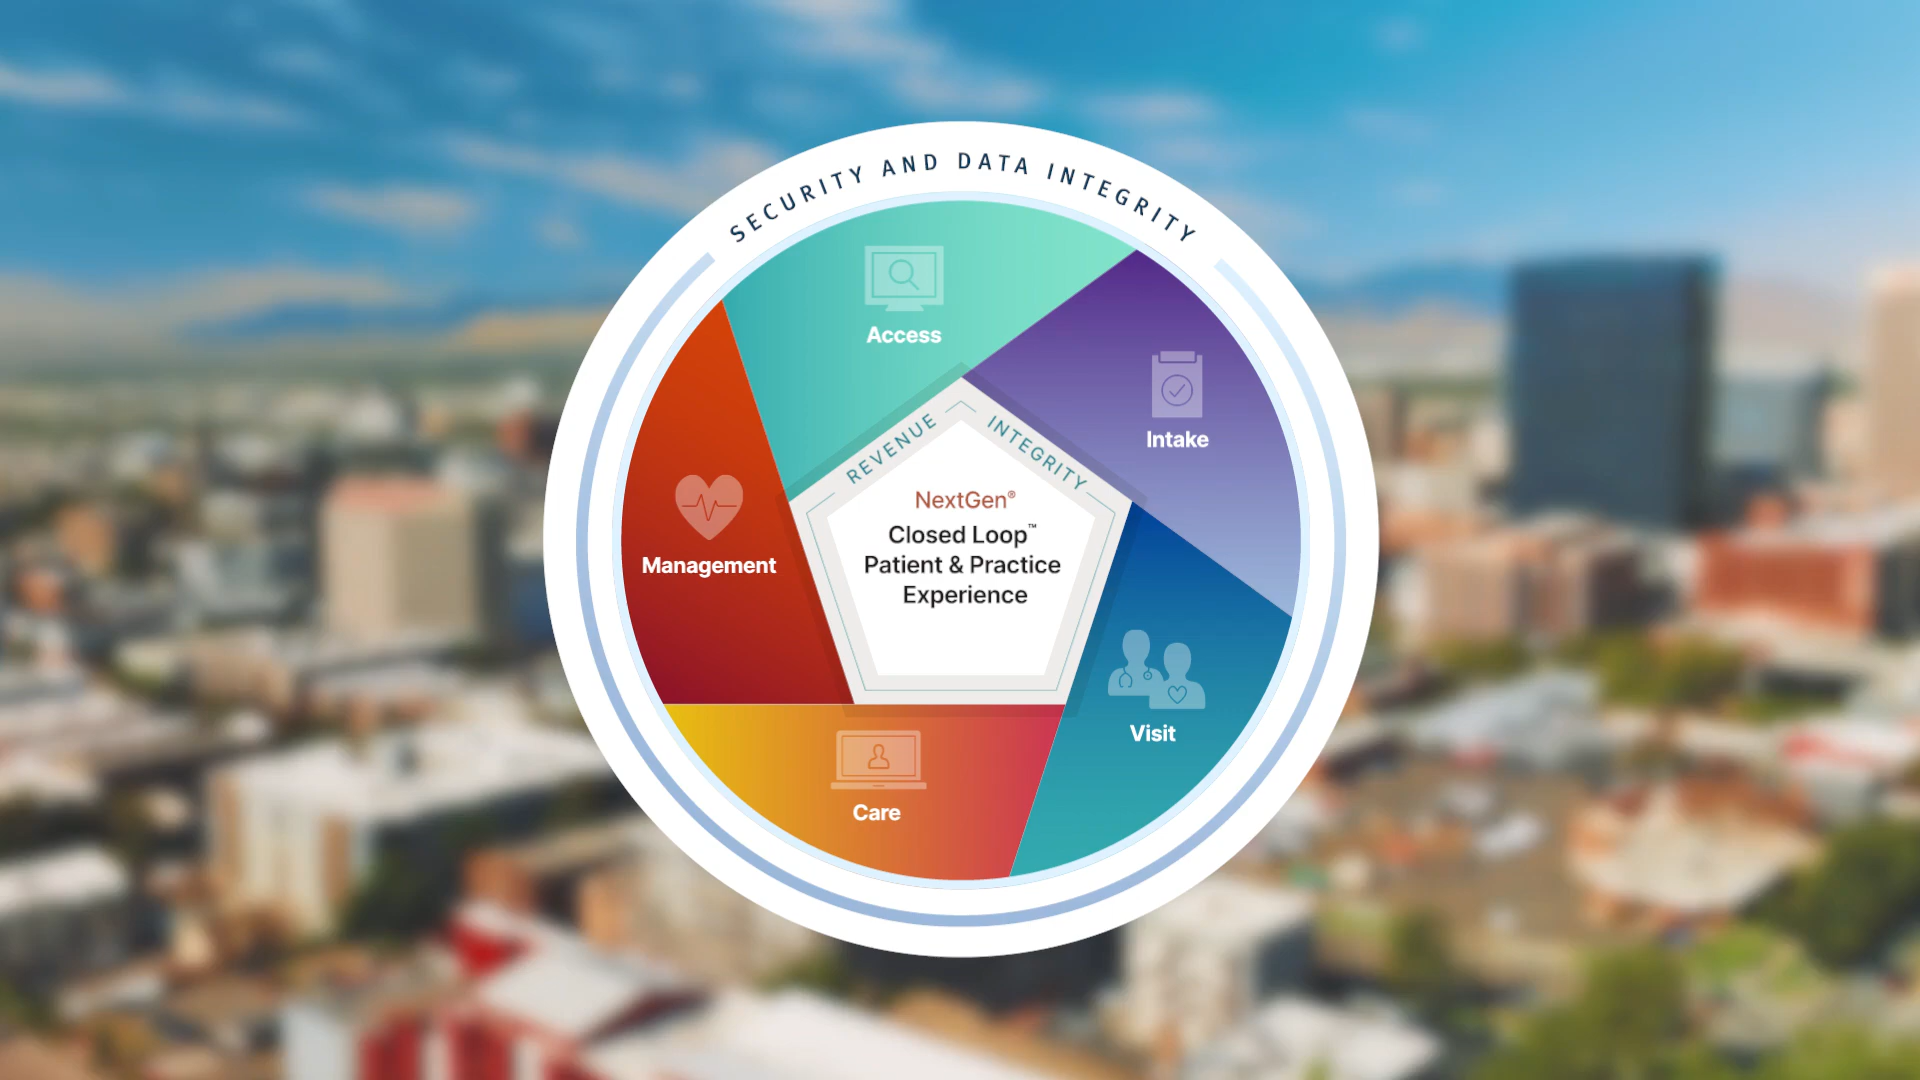 SECURITY AND DATA INTEGRITY
Access
Intake
REVENUE INTEGRITY
NextGen®
Closed Loop™
Patient & Practice
Experience
Management
Visit
Care